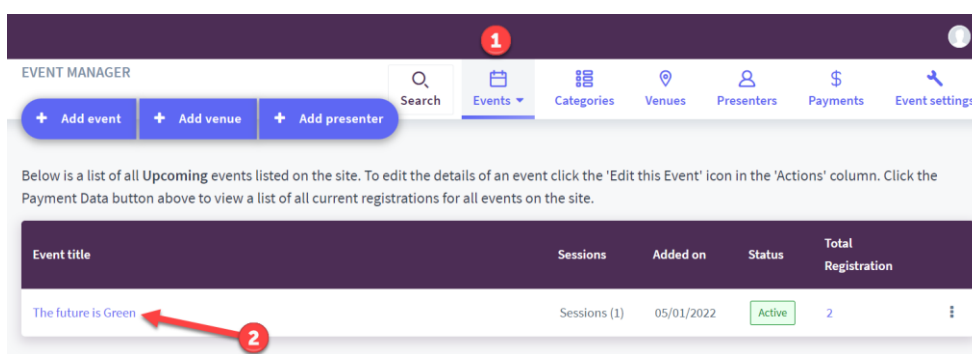 1
EVENT MANAGER
Search
Events
Categories
Venues
Presenters
Payments
Event settings
+ Add event
+ Add venue
+ Add presenter
Below is a list of all Upcoming events listed on the site. To edit the details of an event click the 'Edit this Event' icon in the 'Actions' column. Click the
Payment Data button above to view a list of all current registrations for all events on the site.
Event title
Sessions
Added on
Status
Total
Registration
The future is Green
Sessions (1)
05/01/2022
Active
2
2